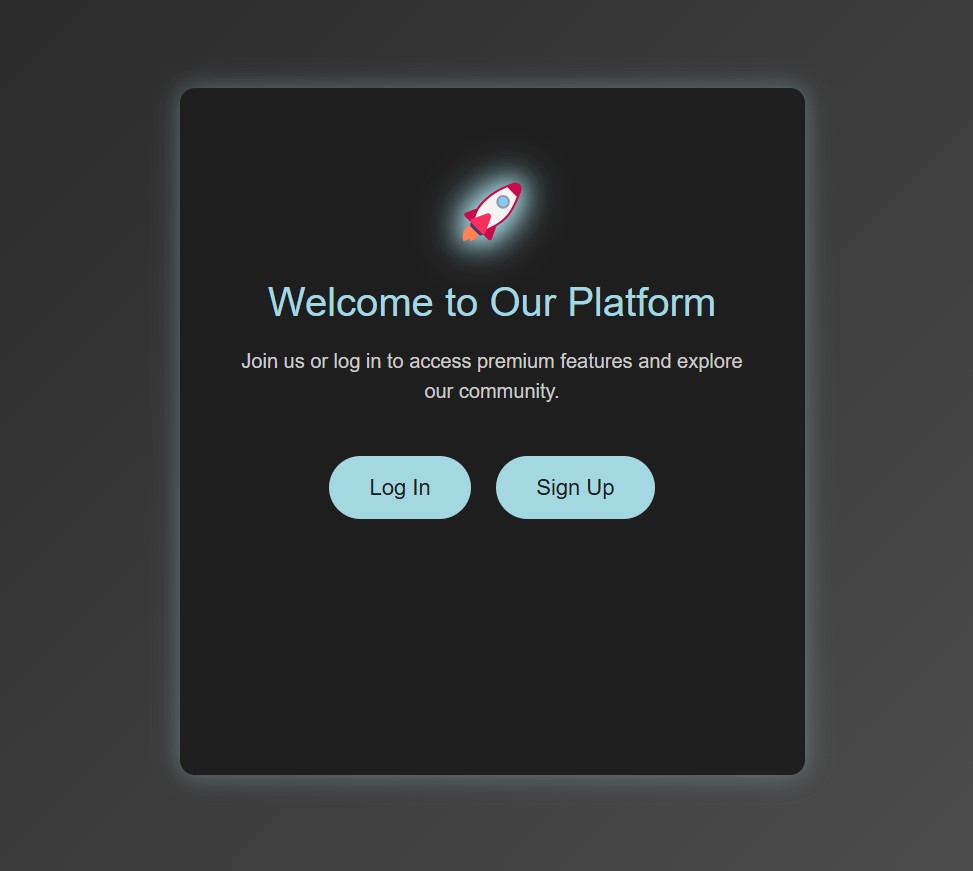 Welcome to Our Platform
Join us or log in to access premium features and explore
our community.
Log In
Sign Up